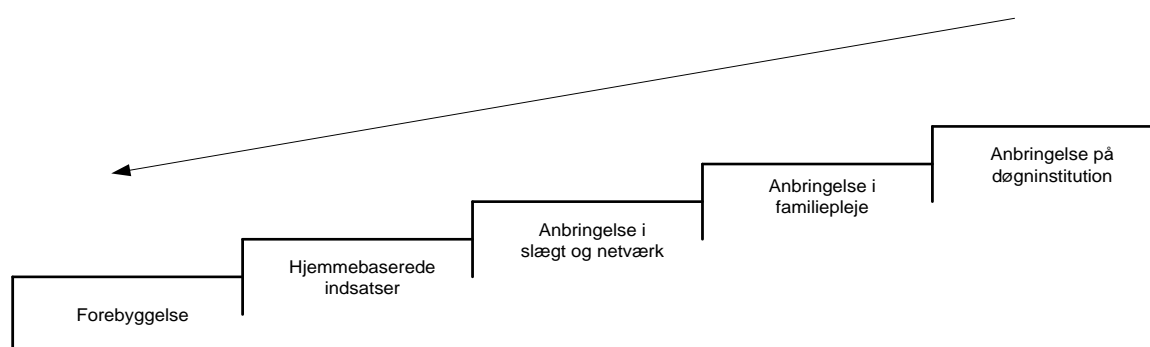 Forebyggelse
Hjemmebaserede
indsatser
Anbringelse i
slægt og netværk
Anbringelse i
familiepleje
Anbringelse på
døgninstitution